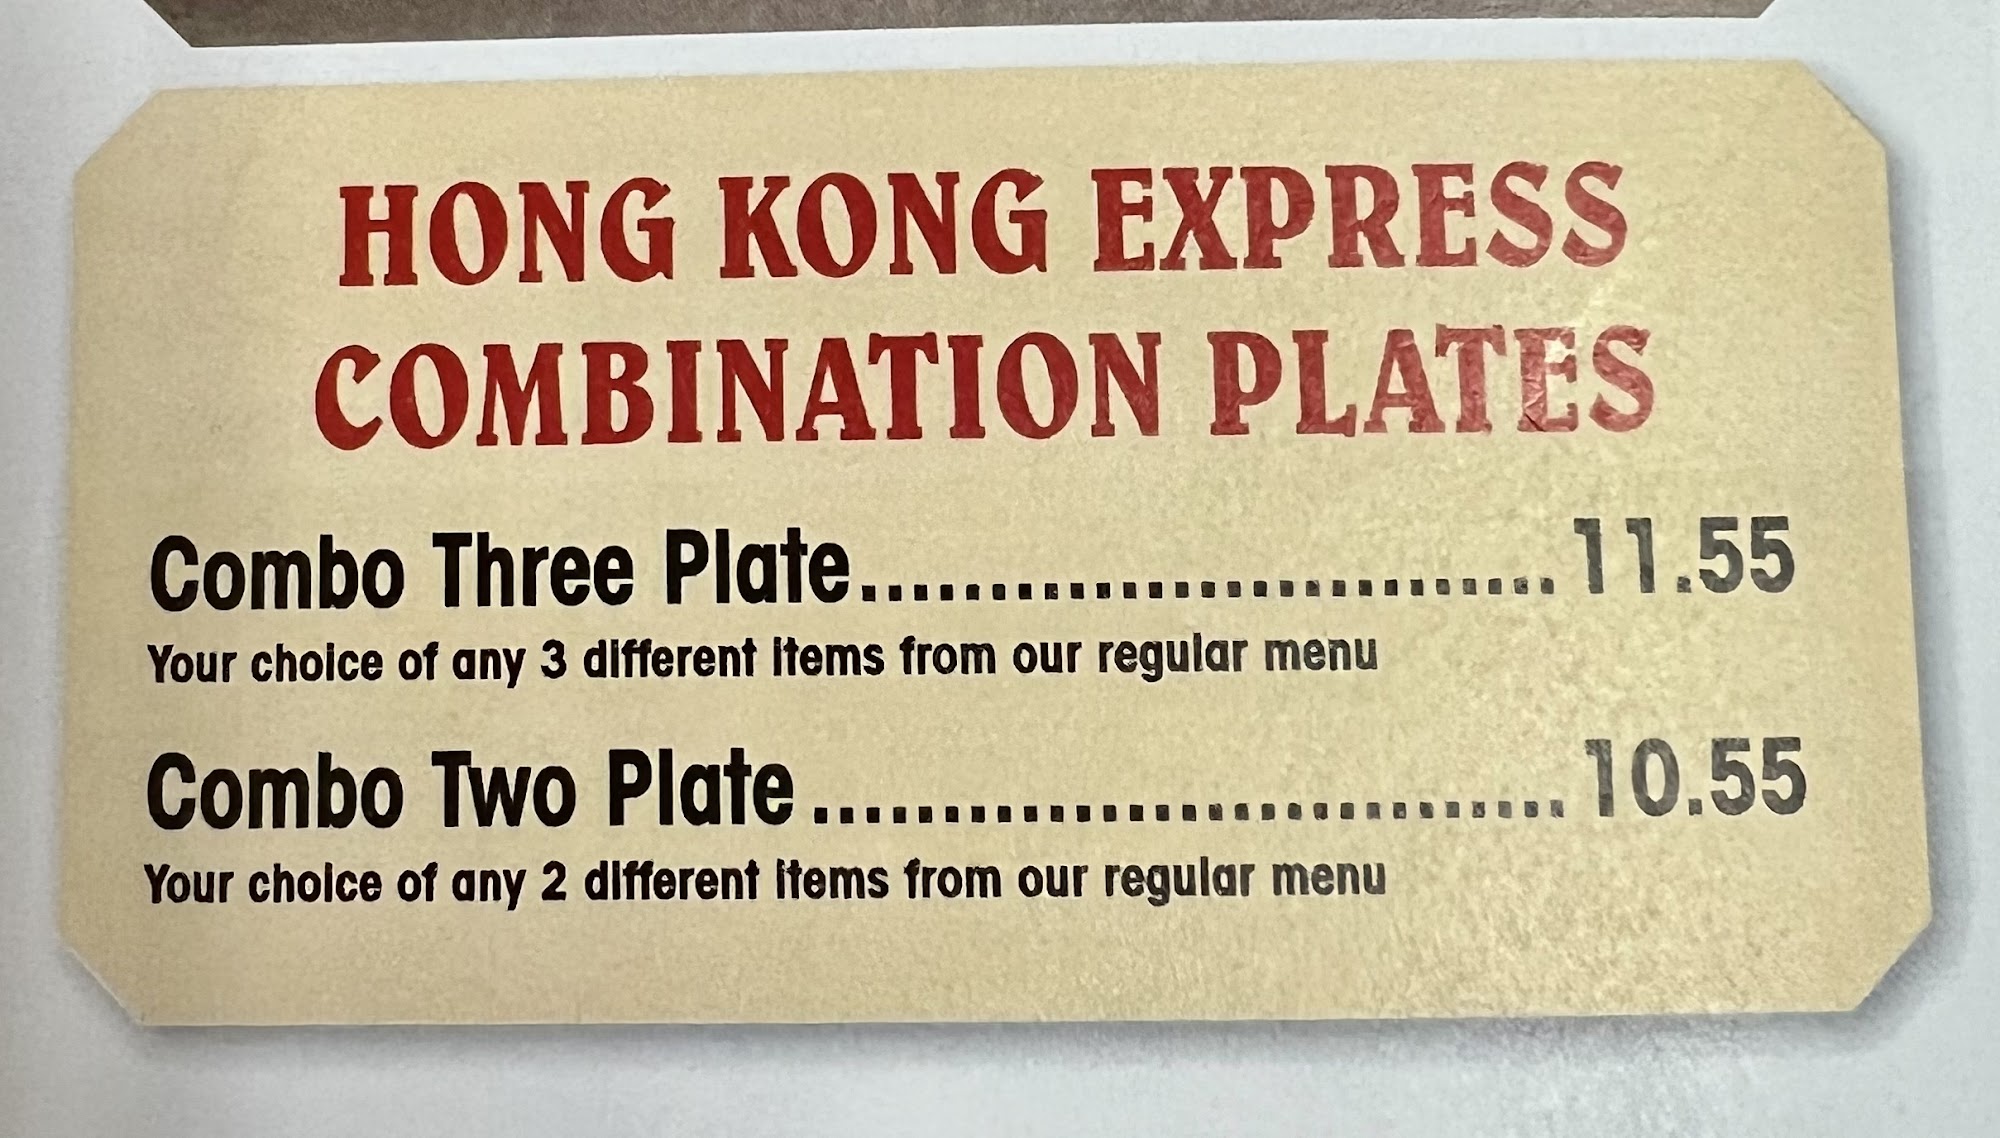 HONG KONG EXPRESS
COMBINATION PLATES
Combo Three Plate...........................11.55
Your choice of any 3 different items from our regular menu
Combo Two Plate.............................10.55
Your choice of any 2 different items from our regular menu